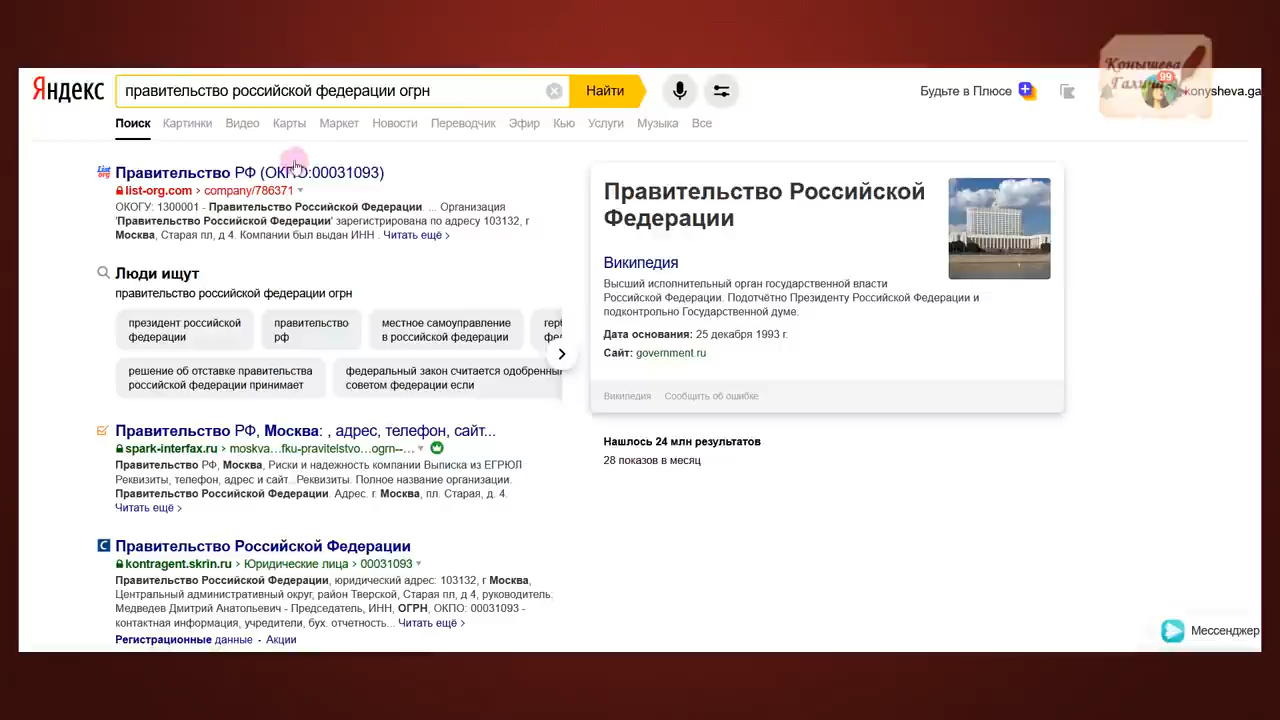 Яндекс
правительство российской федерации огрн
Найти
Будьте в Плюсе
99
konysheva.ga
Конышева
Галина
Поиск Картинки Видео Карты Маркет Новости Переводчик Эфир Кью Услуги Музыка Все
List
org
Правительство РФ (ОКПО:00031093)
list-org.com > company/786371
ОКОГУ: 1300001 - Правительство Российской Федерации. ... Организация
'Правительство Российской Федерации' зарегистрирована по адресу 103132, г
Москва, Старая пл, д 4. Компании был выдан ИНН . Читать ещё >
Люди ищут
правительство российской федерации огрн
президент российской
федерации
правительство
рф
местное самоуправление
в российской федерации
решение об отставке правительства
российской федерации принимает
федеральный закон считается одобренным
советом федерации если
Правительство РФ, Москва: , адрес, телефон, сайт...
spark-interfax.ru > moskva…fku-pravitelstvo…ogrn--…
Правительство РФ, Москва, Риски и надежность компании Выписка из ЕГРЮЛ
Реквизиты, телефон, адрес и сайт. Реквизиты. Полное название организации.
Правительство Российской Федерации. Адрес. г. Москва, пл. Старая, д. 4.
Читать ещё >
Правительство Российской Федерации
kontragent.skrin.ru > Юридические лица > 00031093
Правительство Российской Федерации, юридический адрес: 103132, г Москва,
Центральный административный округ, район Тверской, Старая пл, д 4, руководитель:
Медведев Дмитрий Анатольевич - Председатель, ИНН, ОГРН, ОКПО: 00031093 -
контактная информация, учредители, бух. отчетность... Читать ещё >
Регистрационные данные - Акции
Правительство Российской
Федерации
Википедия
Высший исполнительный орган государственной власти
Российской Федерации. Подотчётно Президенту Российской Федерации и
подконтрольно Государственной думе.
Дата основания: 25 декабря 1993 г.
Сайт: government.ru
Википедия Сообщить об ошибке
Нашлось 24 млн результатов
28 показов в месяц
Мессенджер